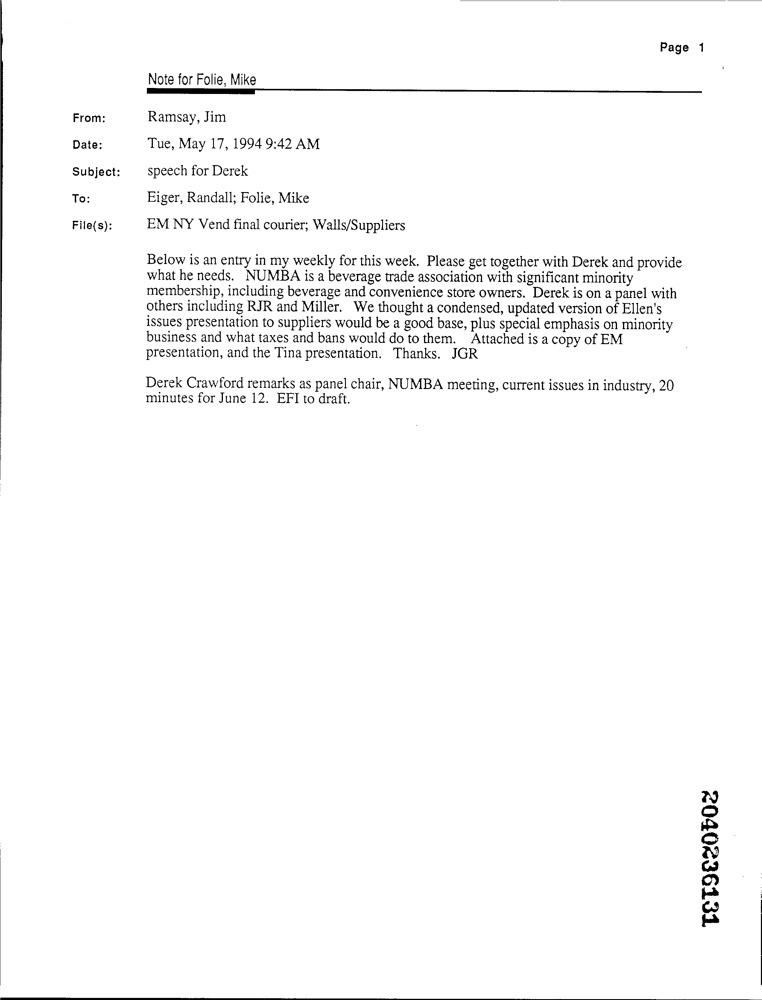 Page 1
Note for Folie, Mike
From: Ramsay, Jim
Date: Tue, May 17, 1994 9:42 AM
Subject: speech for Derek
To: Eiger, Randall; Folie, Mike
File(s): EM NY Vend final courier; Walls/Suppliers
Below is an entry in my weekly for this week. Please get together with Derek and provide
what he needs. NUMBA is a beverage trade association with significant minority
membership, including beverage and convenience store owners. Derek is on a panel with
others including RJR and Miller. We thought a condensed, updated version of Ellen's
issues presentation to suppliers would be a good base, plus special emphasis on minority
business and what taxes and bans would do to them. Attached is a copy of EM
presentation, and the Tina presentation. Thanks. JGR
Derek Crawford remarks as panel chair, NUMBA meeting, current issues in industry, 20
minutes for June 12. EFI to draft.
2040236131